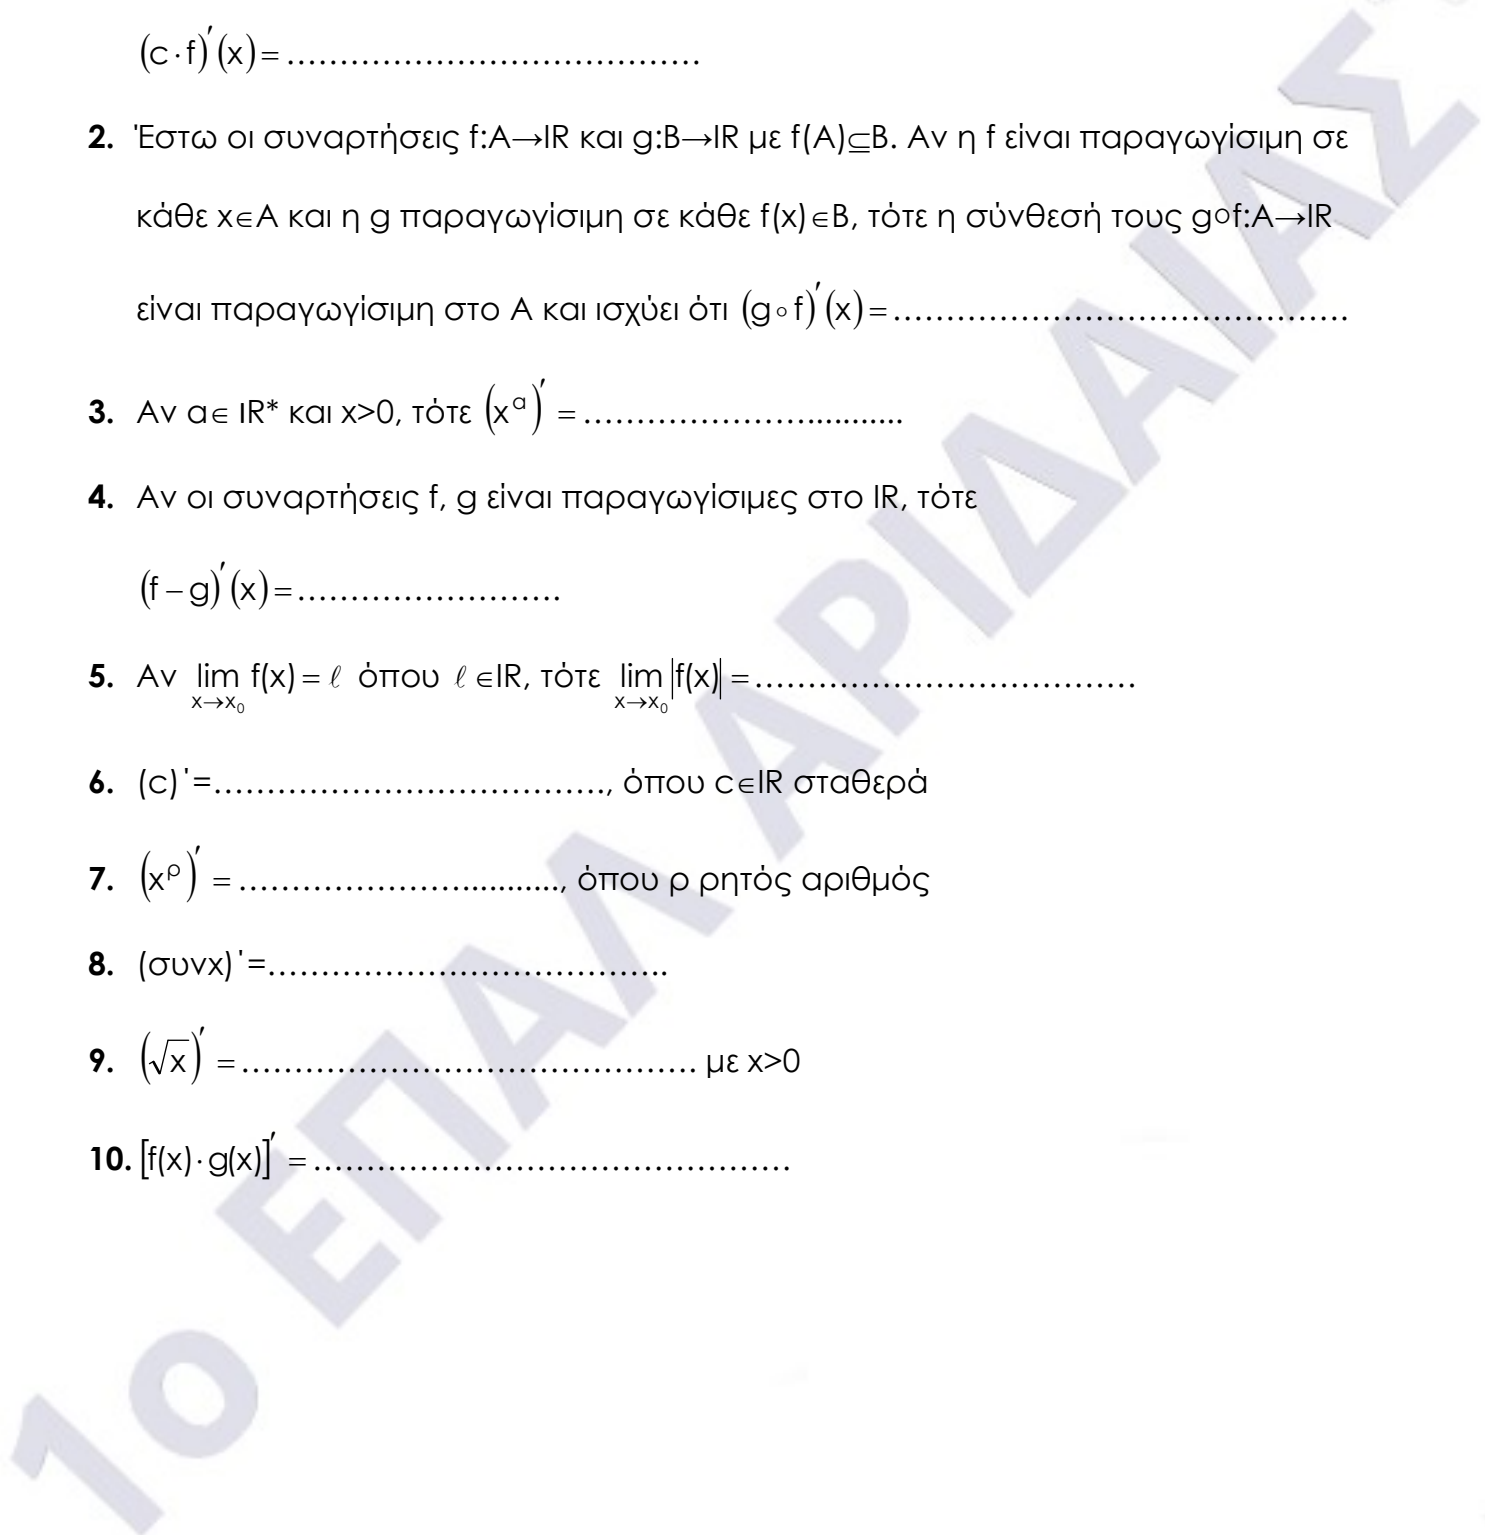 (c · f)′(x) = ……………………………………
2. Έστω οι συναρτήσεις f:A→IR και g:B→IR με f(A)⊆B. Αν η f είναι παραγωγίσιμη σε
κάθε x∈A και η g παραγωγίσιμη σε κάθε f(x)∈B, τότε η σύνθεσή τους g○f:A→IR
είναι παραγωγίσιμη στο Α και ισχύει ότι (g ∘ f)′(x) = ……………………………………….
3. Αν α∈ IR* και x>0, τότε (x^α)′ = …………………...........
4. Αν οι συναρτήσεις f, g είναι παραγωγίσιμες στο IR, τότε
(f − g)′(x) = …………………….
5. Αν lim_{x→x₀} f(x) = ℓ όπου ℓ ∈IR, τότε lim_{x→x₀} |f(x)| = ………………………………
6. (c)΄=………………………………., όπου c∈IR σταθερά
7. (x^ρ)′ = …………………..........., όπου ρ ρητός αριθμός
8. (συνx)΄=……………………………….
9. (√x)′ = ……………………………………. με x>0
10. [f(x) · g(x)]′ = ………………………………………
1ο ΕΠΑΛ ΑΡΙΔΑΙΑΣ